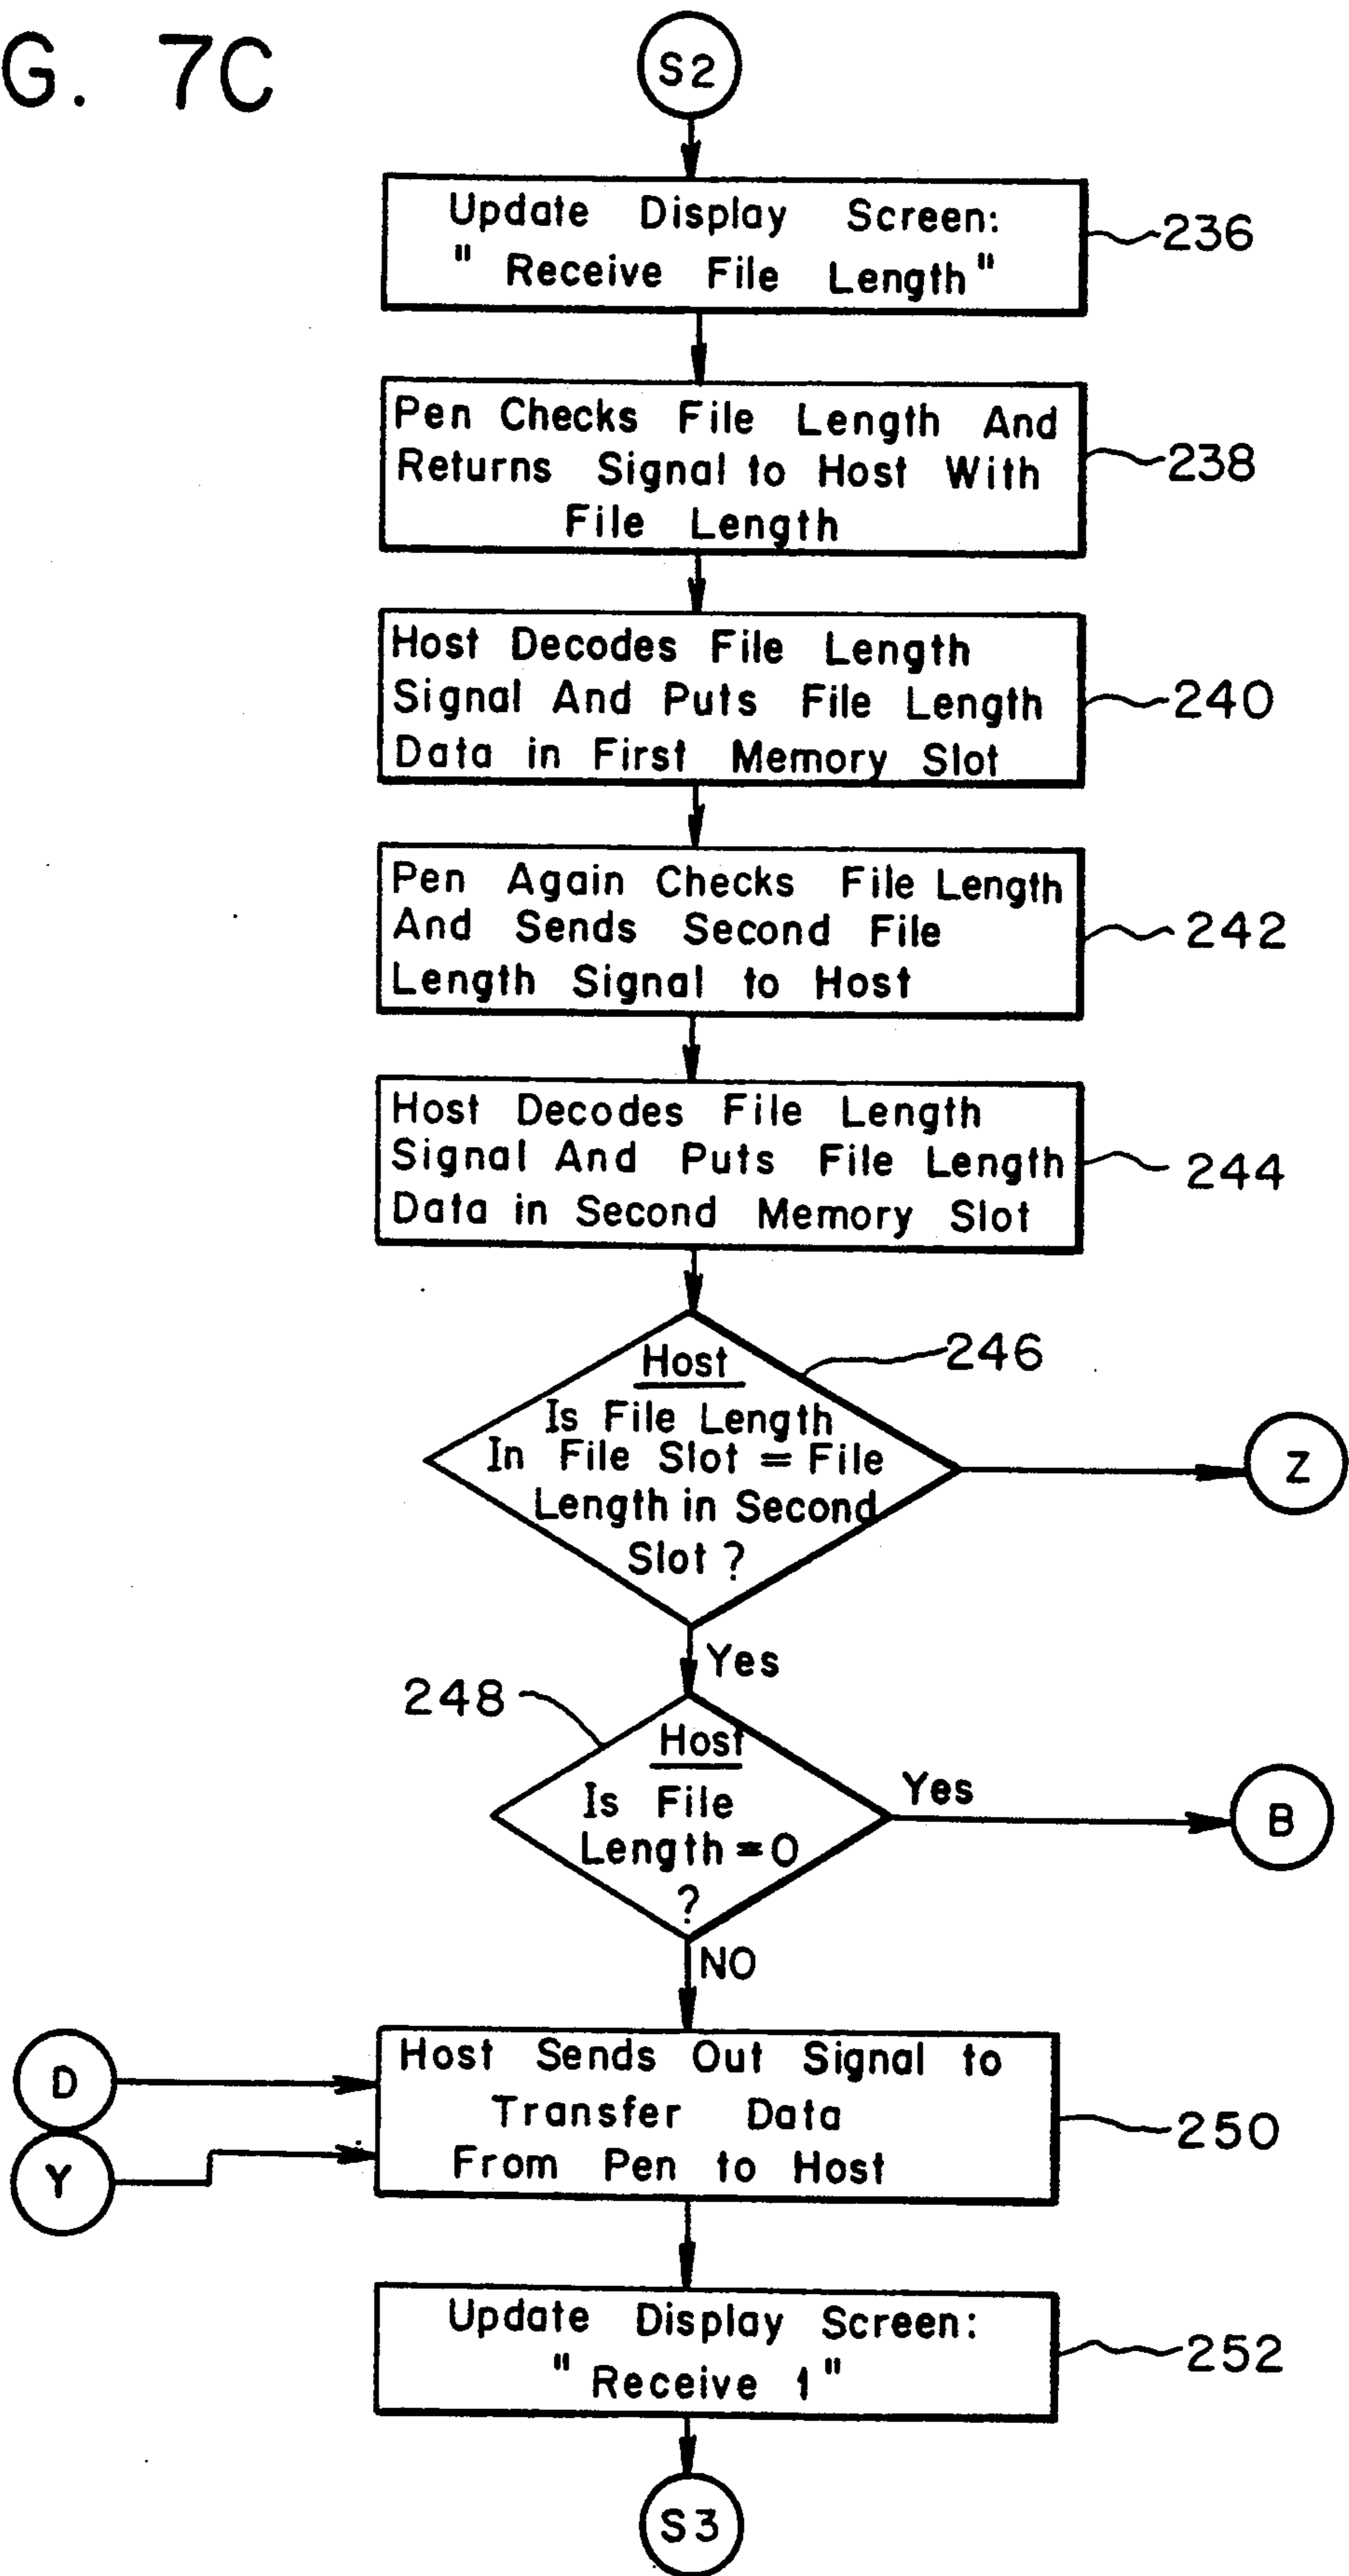 G. 7C
S2
Update Display Screen:
" Receive File Length"
236
Pen Checks File Length And
Returns Signal to Host With
File Length
238
Host Decodes File Length
Signal And Puts File Length
Data in First Memory Slot
240
Pen Again Checks File Length
And Sends Second File
Length Signal to Host
242
Host Decodes File Length
Signal And Puts File Length
Data in Second Memory Slot
244
Host
Is File Length
In File Slot = File
Length in Second
Slot ?
246
Z
Yes
248
Host
Is File
Length = 0
?
Yes
B
NO
D
Y
Host Sends Out Signal to
Transfer Data
From Pen to Host
250
Update Display Screen:
" Receive 1 "
252
S3